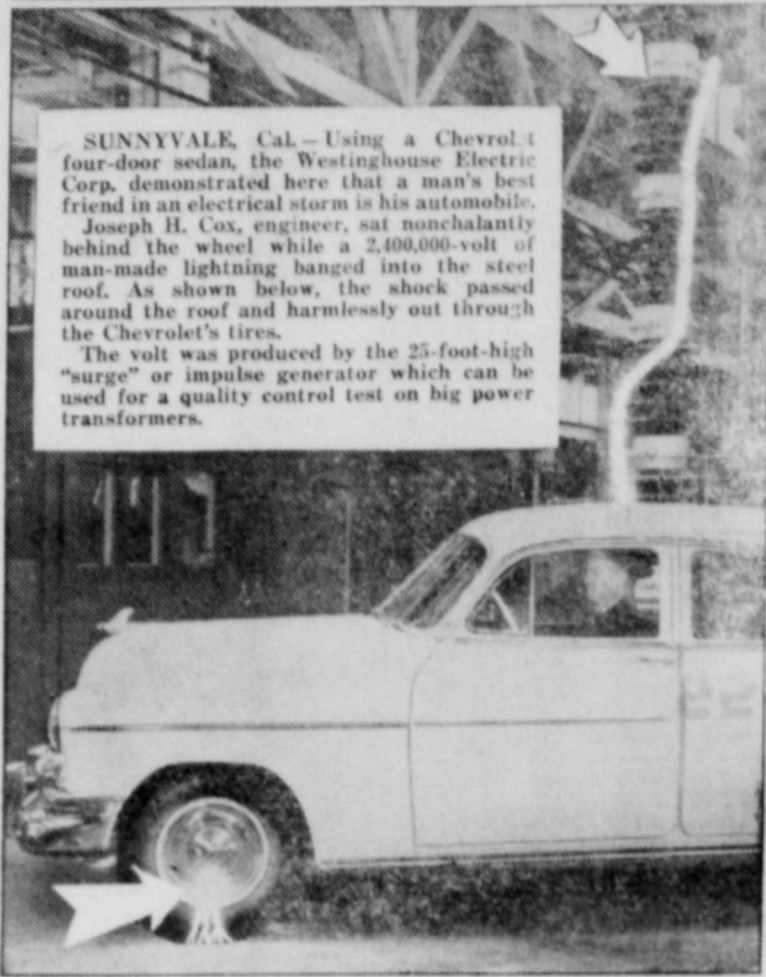 SUNNYVALE, Cal. — Using a Chevrolet
four-door sedan, the Westinghouse Electric
Corp. demonstrated here that a man's best
friend in an electrical storm is his automobile.
Joseph H. Cox, engineer, sat nonchalantly
behind the wheel while a 2,400,000-volt of
man-made lightning banged into the steel
roof. As shown below, the shock passed
around the roof and harmlessly out through
the Chevrolet's tires.
The volt was produced by the 25-foot-high
"surge" or impulse generator which can be
used for a quality control test on big power
transformers.